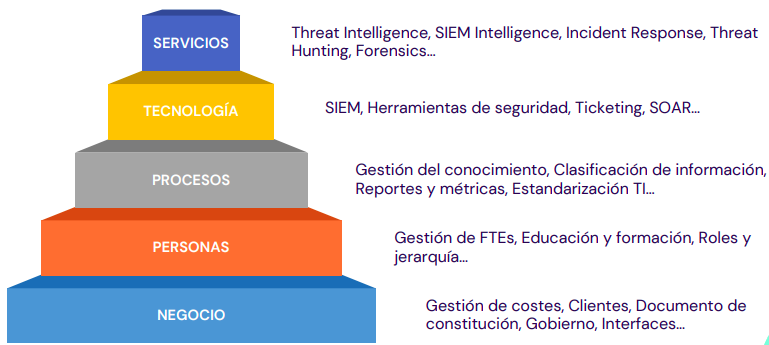 SERVICIOS
Threat Intelligence, SIEM Intelligence, Incident Response, Threat
Hunting, Forensics...
TECNOLOGÍA
SIEM, Herramientas de seguridad, Ticketing, SOAR...
PROCESOS
Gestión del conocimiento, Clasificación de información,
Reportes y métricas, Estandarización TI...
PERSONAS
Gestión de FTEs, Educación y formación, Roles y
jerarquía...
NEGOCIO
Gestión de costes, Clientes, Documento de
constitución, Gobierno, Interfaces...